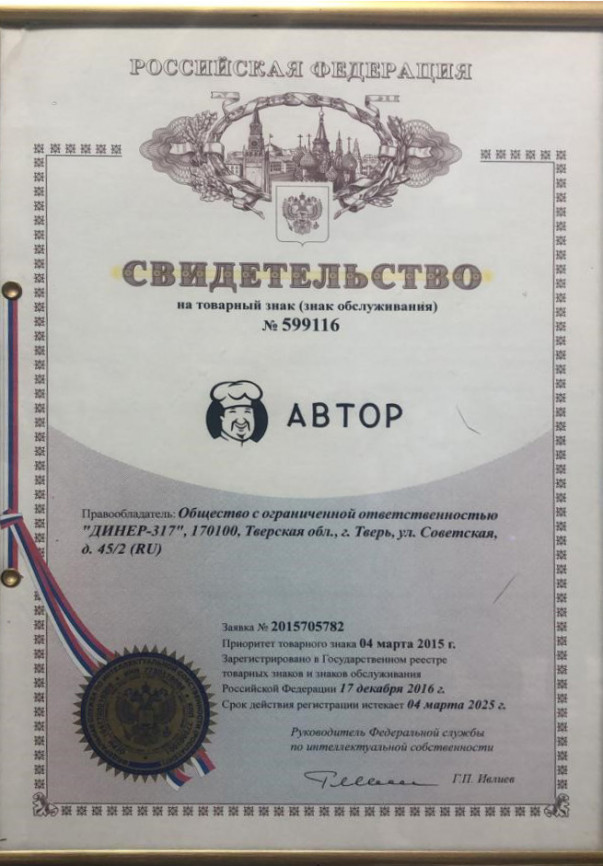 РОССИЙСКАЯ ФЕДЕРАЦИЯ
СВИДЕТЕЛЬСТВО
на товарный знак (знак обслуживания)
№ 599116
АВТОР
Правообладатель: Общество с ограниченной ответственностью
"ДИНЕР-317", 170100, Тверская обл., г. Тверь, ул. Советская,
д. 45/2 (RU)
Заявка № 2015705782
Приоритет товарного знака 04 марта 2015 г.
Зарегистрировано в Государственном реестре
товарных знаков и знаков обслуживания
Российской Федерации 17 декабря 2016 г.
Срок действия регистрации истекает 04 марта 2025 г.
Руководитель Федеральной службы
по интеллектуальной собственности
Г.П. Ивлиев